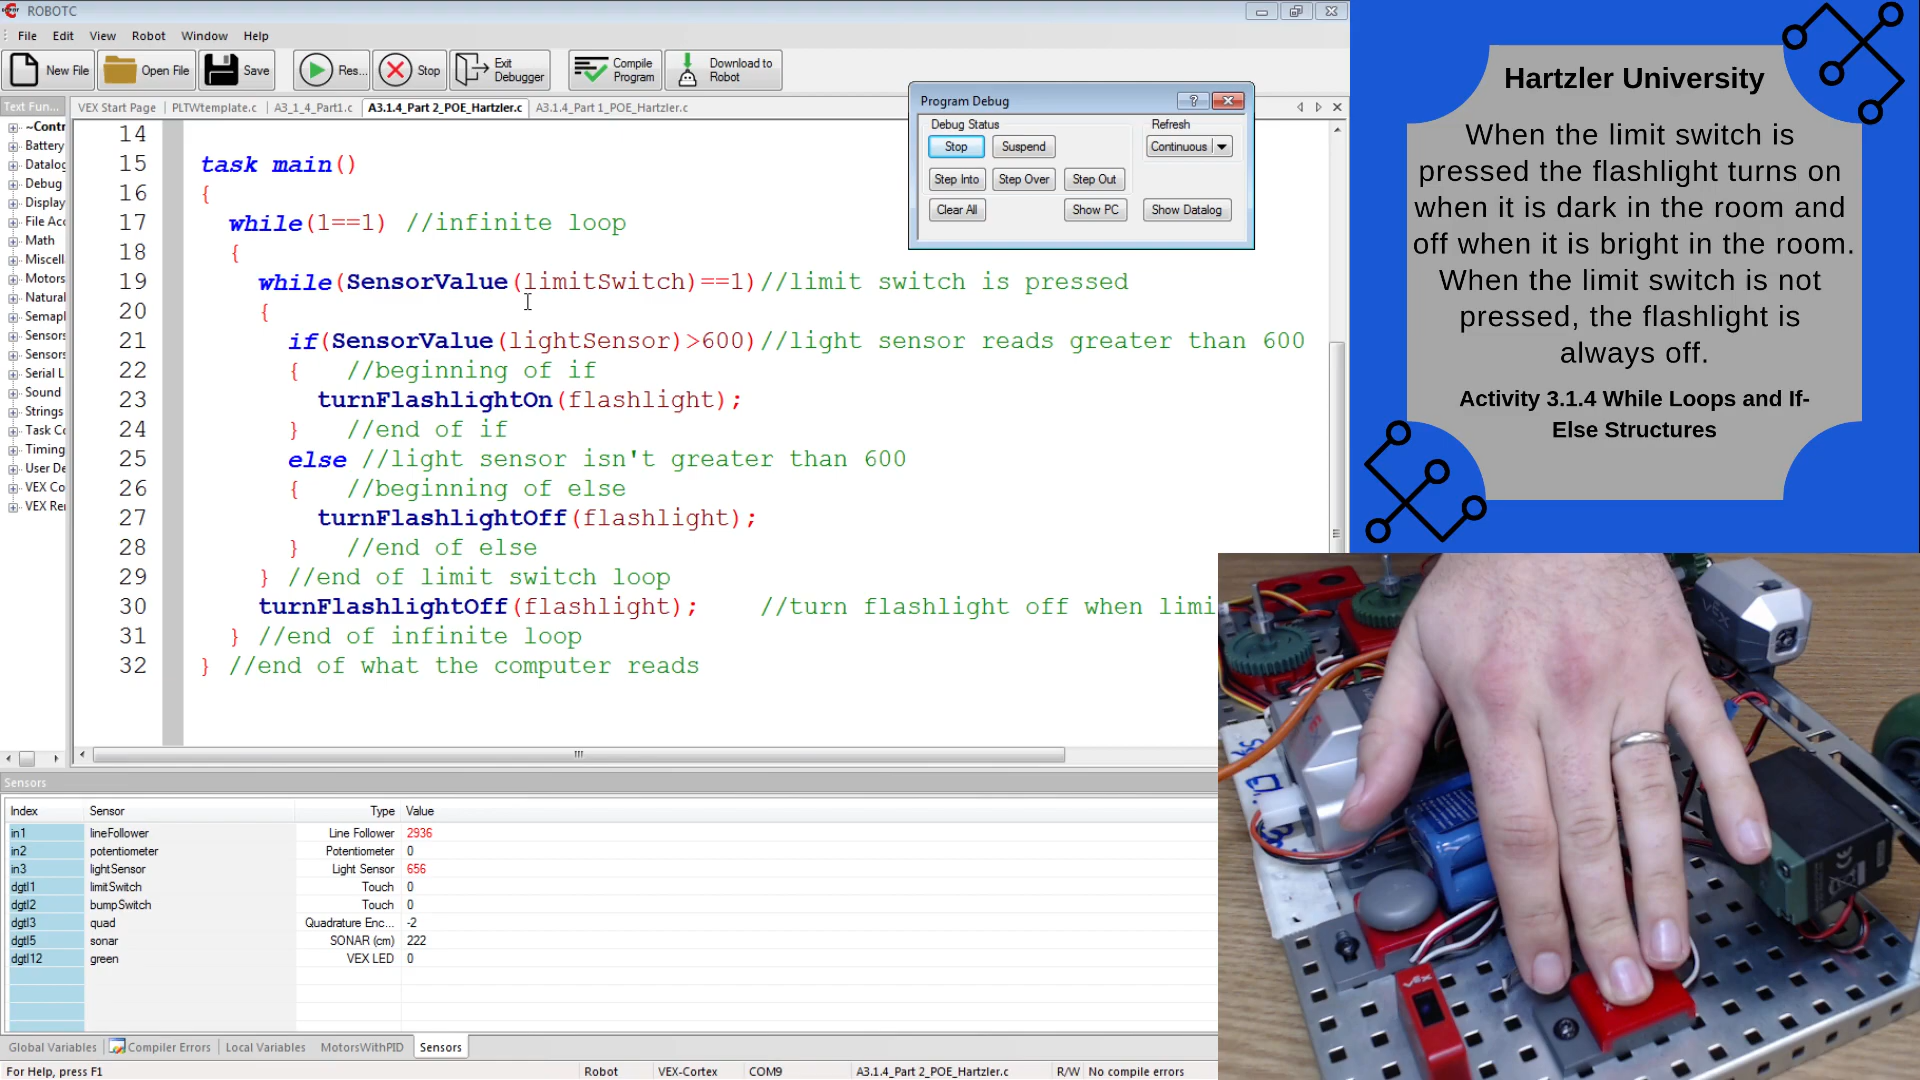 ROBOTC
File Edit View Robot Window Help
New File Open File Save Res... Stop Exit Debugger Compile Program Download to Robot
Text Fun...
VEX Start Page PLTWtemplate.c A3_1_4_Part1.c A3.1.4_Part 2_POE_Hartzler.c A3.1.4_Part 1_POE_Hartzler.c
~Contr
Battery
Datalog
Debug
Display
File Acc
Math
Miscell
Motors
Natural
Semaph
Sensors
Sensors
Serial L
Sound
Strings
Task Co
Timing
User De
VEX Co
VEX Rer
14
15 task main()
16 {
17 while(1==1) //infinite loop
18 {
19 while(SensorValue(limitSwitch)==1)//limit switch is pressed
20 {
21 if(SensorValue(lightSensor)>600)//light sensor reads greater than 600
22 { //beginning of if
23 turnFlashlightOn(flashlight);
24 } //end of if
25 else //light sensor isn't greater than 600
26 { //beginning of else
27 turnFlashlightOff(flashlight);
28 } //end of else
29 } //end of limit switch loop
30 turnFlashlightOff(flashlight); //turn flashlight off when limi
31 } //end of infinite loop
32 } //end of what the computer reads
Program Debug
Debug Status Refresh
Stop Suspend Continuous
Step Into Step Over Step Out
Clear All Show PC Show Datalog
Hartzler University
When the limit switch is
pressed the flashlight turns on
when it is dark in the room and
off when it is bright in the room.
When the limit switch is not
pressed, the flashlight is
always off.
Activity 3.1.4 While Loops and If-
Else Structures
Sensors
Index Sensor Type Value
in1 lineFollower Line Follower 2936
in2 potentiometer Potentiometer 0
in3 lightSensor Light Sensor 656
dgtl1 limitSwitch Touch 0
dgtl2 bumpSwitch Touch 0
dgtl3 quad Quadrature Enc... -2
dgtl5 sonar SONAR (cm) 222
dgtl12 green VEX LED 0
Global Variables Compiler Errors Local Variables MotorsWithPID Sensors
For Help, press F1 Robot VEX-Cortex COM9 A3.1.4_Part 2_POE_Hartzler.c R/W No compile errors
VEX
vex